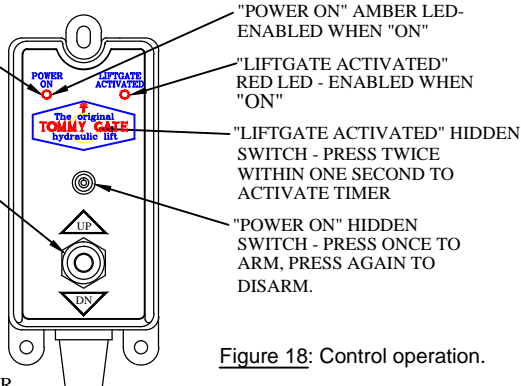 "POWER ON" AMBER LED-
ENABLED WHEN "ON"
"LIFTGATE ACTIVATED"
RED LED - ENABLED WHEN
"ON"
"LIFTGATE ACTIVATED" HIDDEN
SWITCH - PRESS TWICE
WITHIN ONE SECOND TO
ACTIVATE TIMER
"POWER ON" HIDDEN
SWITCH - PRESS ONCE TO
ARM, PRESS AGAIN TO
DISARM.
POWER
ON
LIFTGATE
ACTIVATED
The original
TOMMY GATE
hydraulic lift
UP
DN
R
Figure 18: Control operation.